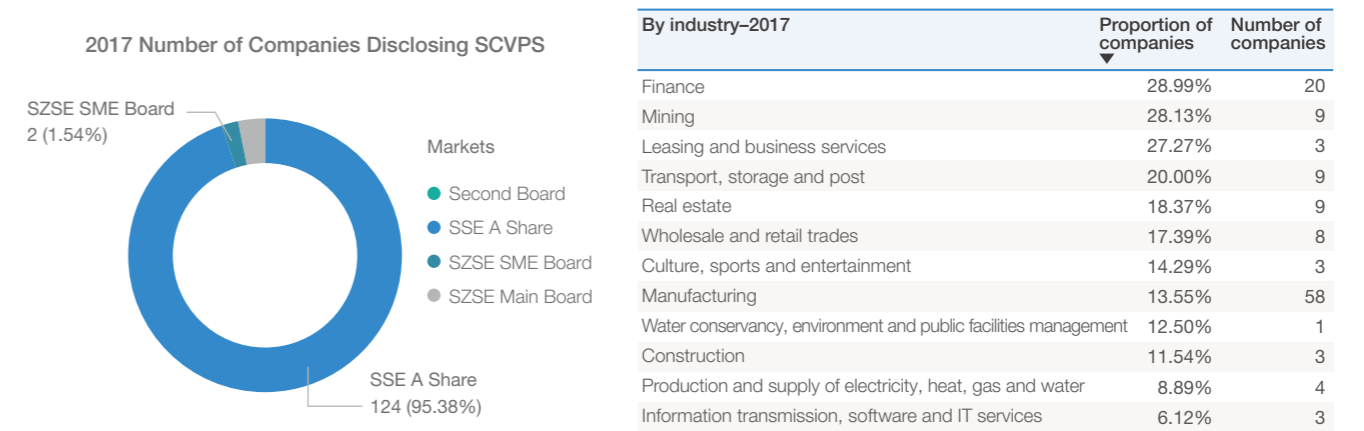 2017 Number of Companies Disclosing SCVPS
SZSE SME Board
2 (1.54%)
Markets
Second Board
SSE A Share
SZSE SME Board
SZSE Main Board
SSE A Share
124 (95.38%)
By industry–2017 Proportion of companies Number of companies
Finance 28.99% 20
Mining 28.13% 9
Leasing and business services 27.27% 3
Transport, storage and post 20.00% 9
Real estate 18.37% 9
Wholesale and retail trades 17.39% 8
Culture, sports and entertainment 14.29% 3
Manufacturing 13.55% 58
Water conservancy, environment and public facilities management 12.50% 1
Construction 11.54% 3
Production and supply of electricity, heat, gas and water 8.89% 4
Information transmission, software and IT services 6.12% 3